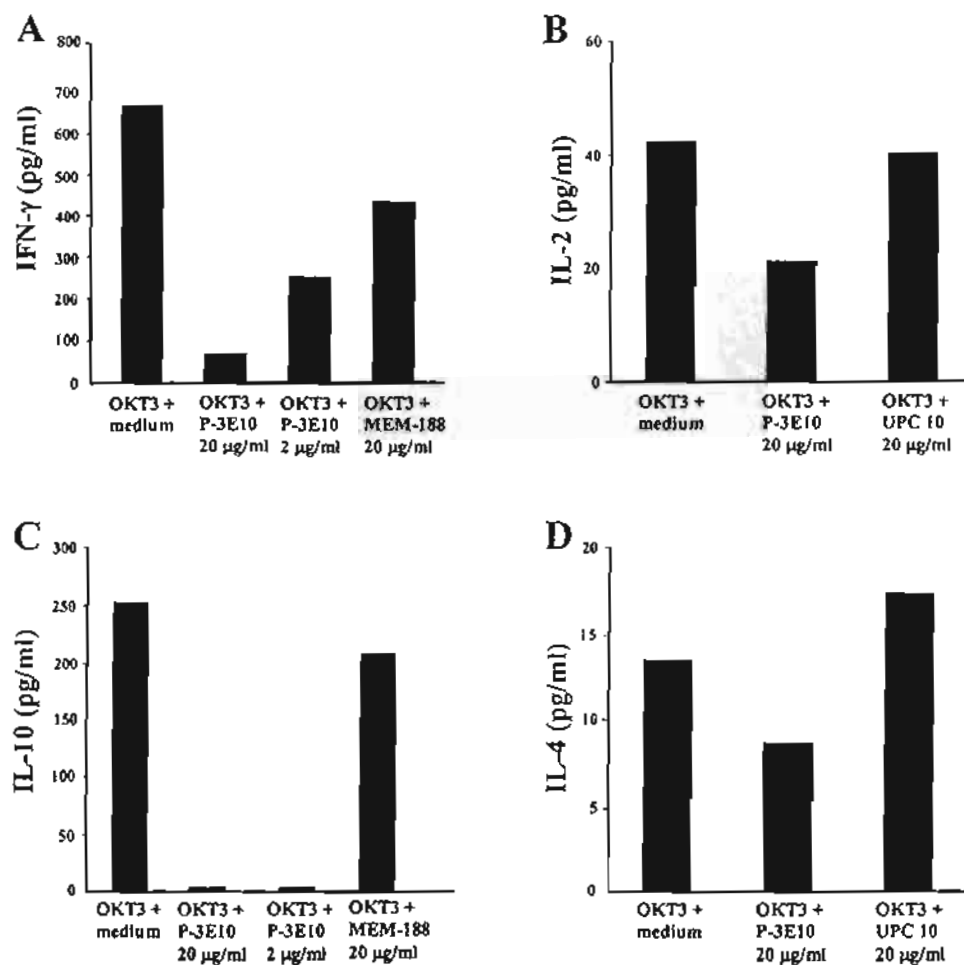 A
IFN-γ (pg/ml)
800
700
600
500
400
300
200
100
0
OKT3 + medium
OKT3 + P-3E10 20 µg/ml
OKT3 + P-3E10 2 µg/ml
OKT3 + MEM-188 20 µg/ml
B
IL-2 (pg/ml)
60
40
20
0
OKT3 + medium
OKT3 + P-3E10 20 µg/ml
OKT3 + UPC 10 20 µg/ml
C
IL-10 (pg/ml)
300
250
200
150
100
50
0
OKT3 + medium
OKT3 + P-3E10 20 µg/ml
OKT3 + P-3E10 2 µg/ml
OKT3 + MEM-188 20 µg/ml
D
IL-4 (pg/ml)
20
15
10
5
0
OKT3 + medium
OKT3 + P-3E10 20 µg/ml
OKT3 + UPC 10 20 µg/ml